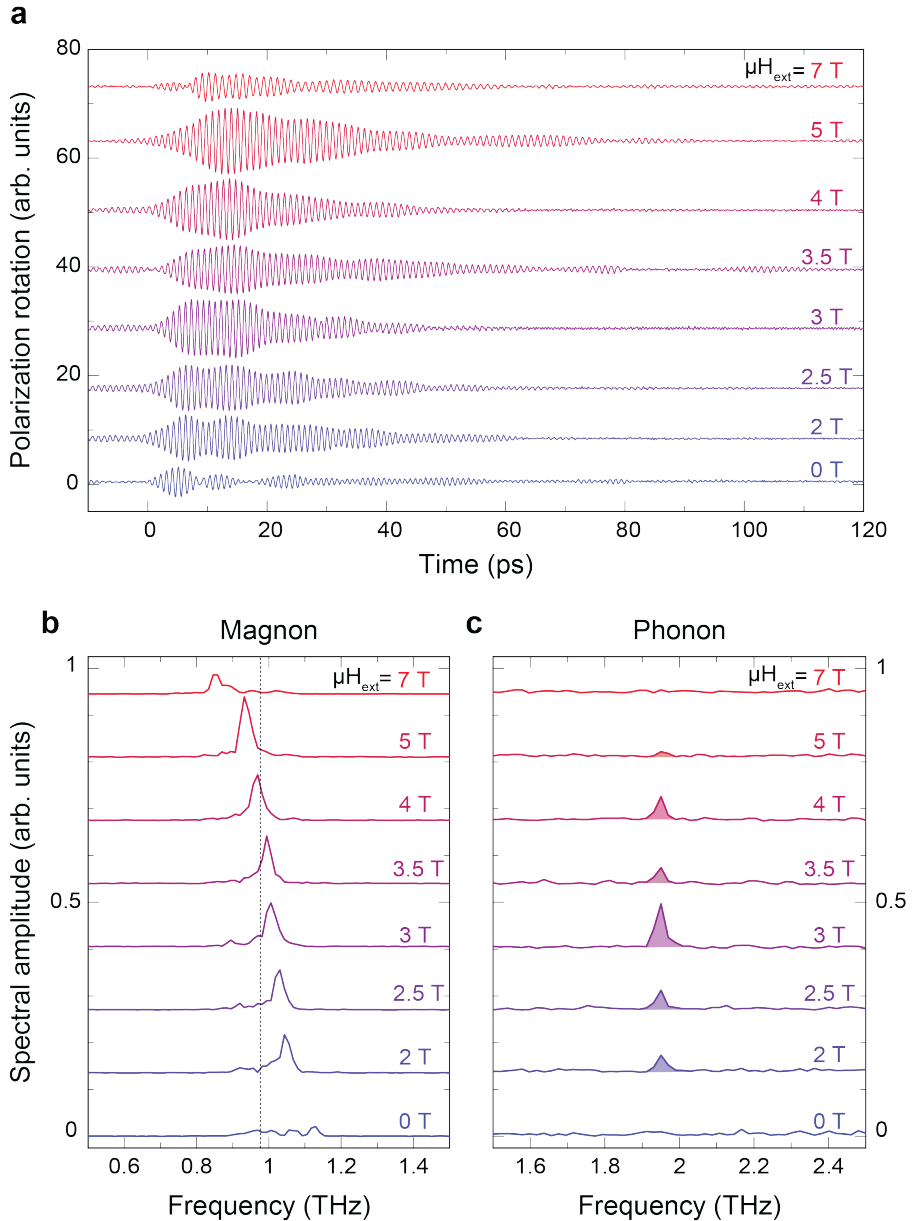 a
80
60
40
20
0
Polarization rotation (arb. units)
μH_ext= 7 T
5 T
4 T
3.5 T
3 T
2.5 T
2 T
0 T
0 20 40 60 80 100 120
Time (ps)
b Magnon
1
0.5
0
Spectral amplitude (arb. units)
μH_ext= 7 T
5 T
4 T
3.5 T
3 T
2.5 T
2 T
0 T
0.6 0.8 1 1.2 1.4
Frequency (THz)
c Phonon
μH_ext= 7 T
5 T
4 T
3.5 T
3 T
2.5 T
2 T
0 T
1
0.5
0
1.6 1.8 2 2.2 2.4
Frequency (THz)